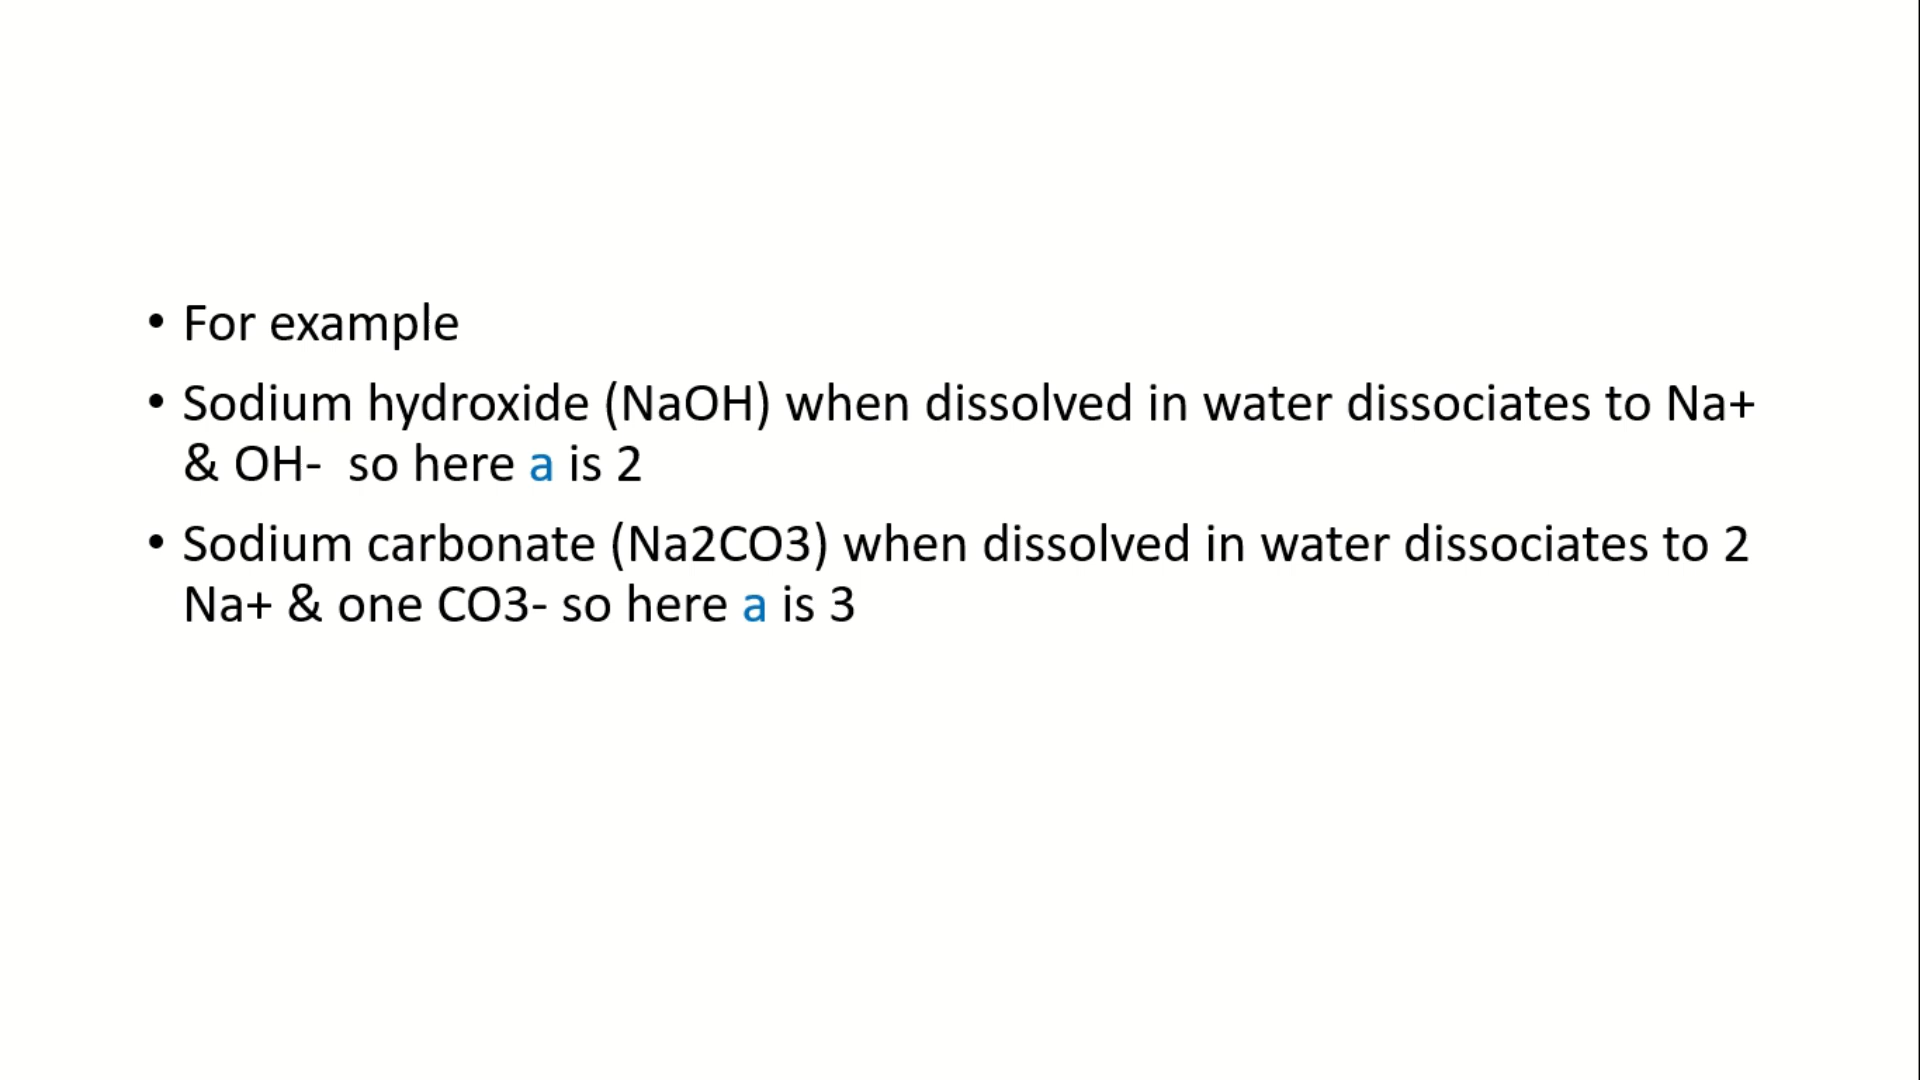 • For example
• Sodium hydroxide (NaOH) when dissolved in water dissociates to Na+
& OH-  so here a is 2
• Sodium carbonate (Na2CO3) when dissolved in water dissociates to 2
Na+ & one CO3- so here a is 3